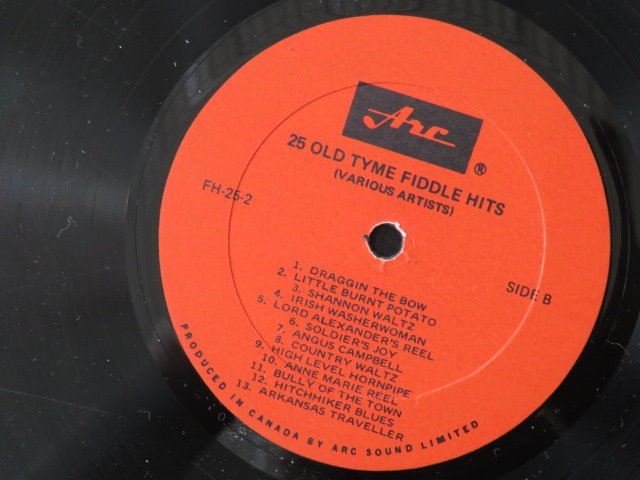 Arc
®
25 OLD TYME FIDDLE HITS
(VARIOUS ARTISTS)
FH-25-2
SIDE B
1. DRAGGIN THE BOW
2. LITTLE BURNT POTATO
3. SHANNON WALTZ
4. IRISH WASHERWOMAN
5. LORD ALEXANDER'S REEL
6. SOLDIER'S JOY
7. ANGUS CAMPBELL
8. COUNTRY WALTZ
9. HIGH LEVEL HORNPIPE
10. ANNE MARIE REEL
11. BULLY OF THE TOWN
12. HITCHHIKER BLUES
13. ARKANSAS TRAVELLER
PRODUCED IN CANADA BY ARC SOUND LIMITED